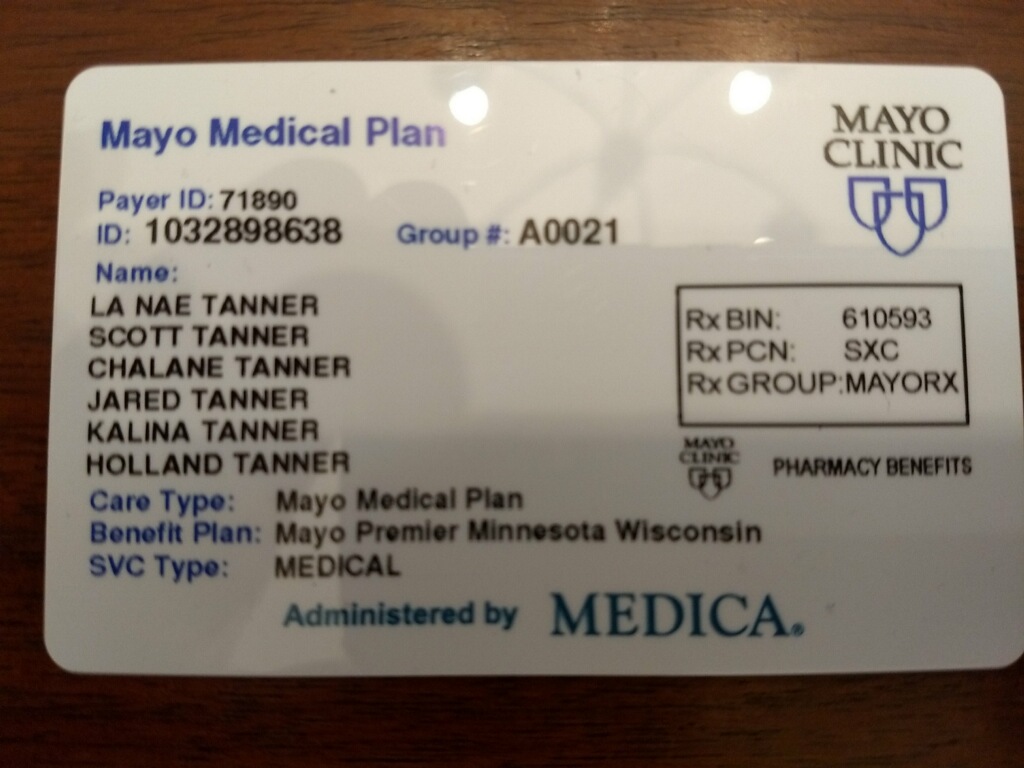 Mayo Medical Plan
MAYO
CLINIC
Payer ID: 71890
ID: 1032898638 Group #: A0021
Name:
LA NAE TANNER
SCOTT TANNER
CHALANE TANNER
JARED TANNER
KALINA TANNER
HOLLAND TANNER
Rx BIN: 610593
Rx PCN: SXC
Rx GROUP: MAYORX
MAYO
CLINIC
PHARMACY BENEFITS
Care Type: Mayo Medical Plan
Benefit Plan: Mayo Premier Minnesota Wisconsin
SVC Type: MEDICAL
Administered by MEDICA®